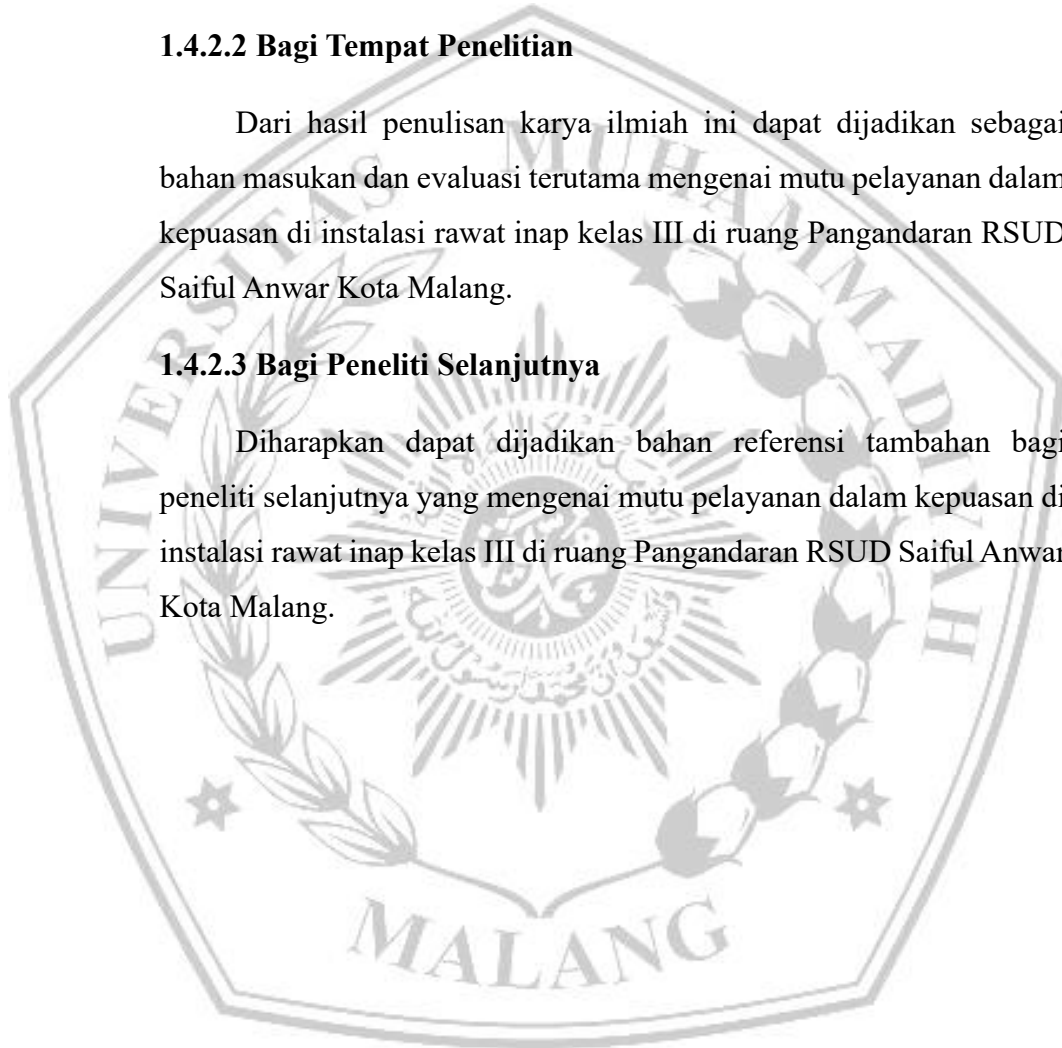 1.4.2.2 Bagi Tempat Penelitian
Dari hasil penulisan karya ilmiah ini dapat dijadikan sebagai
bahan masukan dan evaluasi terutama mengenai mutu pelayanan dalam
kepuasan di instalasi rawat inap kelas III di ruang Pangandaran RSUD
Saiful Anwar Kota Malang.
1.4.2.3 Bagi Peneliti Selanjutnya
Diharapkan dapat dijadikan bahan referensi tambahan bagi
peneliti selanjutnya yang mengenai mutu pelayanan dalam kepuasan di
instalasi rawat inap kelas III di ruang Pangandaran RSUD Saiful Anwar
Kota Malang.
UNIVERSITAS MUHAMMADIYAH
MALANG